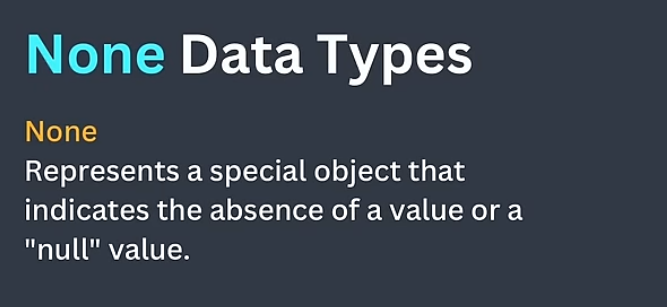 None Data Types
None
Represents a special object that
indicates the absence of a value or a
"null" value.